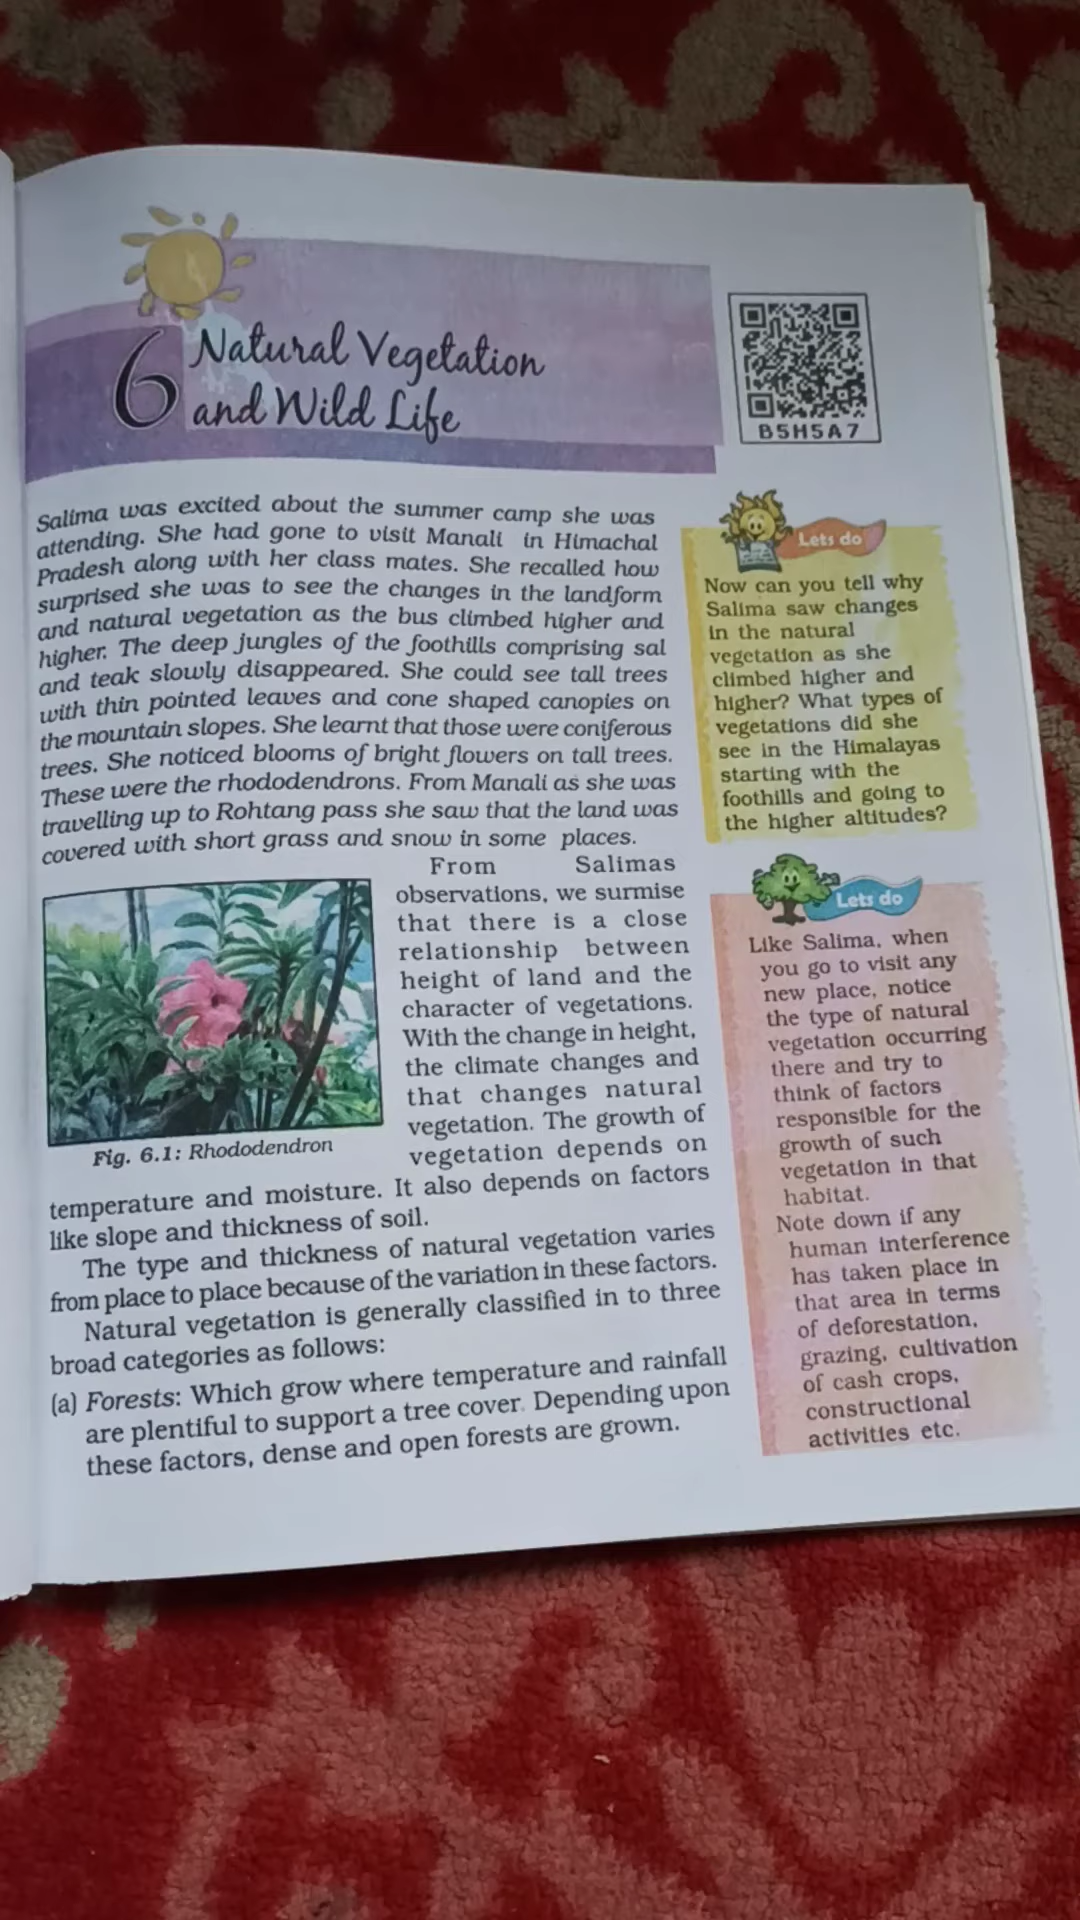 6
Natural Vegetation
and Wild Life
B5H5A7
Salima was excited about the summer camp she was
attending. She had gone to visit Manali in Himachal
Pradesh along with her class mates. She recalled how
surprised she was to see the changes in the landform
and natural vegetation as the bus climbed higher and
higher. The deep jungles of the foothills comprising sal
and teak slowly disappeared. She could see tall trees
with thin pointed leaves and cone shaped canopies on
the mountain slopes. She learnt that those were coniferous
trees. She noticed blooms of bright flowers on tall trees.
These were the rhododendrons. From Manali as she was
travelling up to Rohtang pass she saw that the land was
covered with short grass and snow in some places.
From Salimas
observations, we surmise
that there is a close
relationship between
height of land and the
character of vegetations.
With the change in height,
the climate changes and
that changes natural
vegetation. The growth of
vegetation depends on
temperature and moisture. It also depends on factors
like slope and thickness of soil.
Fig. 6.1: Rhododendron
The type and thickness of natural vegetation varies
from place to place because of the variation in these factors.
Natural vegetation is generally classified in to three
broad categories as follows:
(a) Forests: Which grow where temperature and rainfall
are plentiful to support a tree cover. Depending upon
these factors, dense and open forests are grown.
Lets do
Now can you tell why
Salima saw changes
in the natural
vegetation as she
climbed higher and
higher? What types of
vegetations did she
see in the Himalayas
starting with the
foothills and going to
the higher altitudes?
Lets do
Like Salima, when
you go to visit any
new place, notice
the type of natural
vegetation occurring
there and try to
think of factors
responsible for the
growth of such
vegetation in that
habitat.
Note down if any
human interference
has taken place in
that area in terms
of deforestation,
grazing, cultivation
of cash crops,
constructional
activities etc.